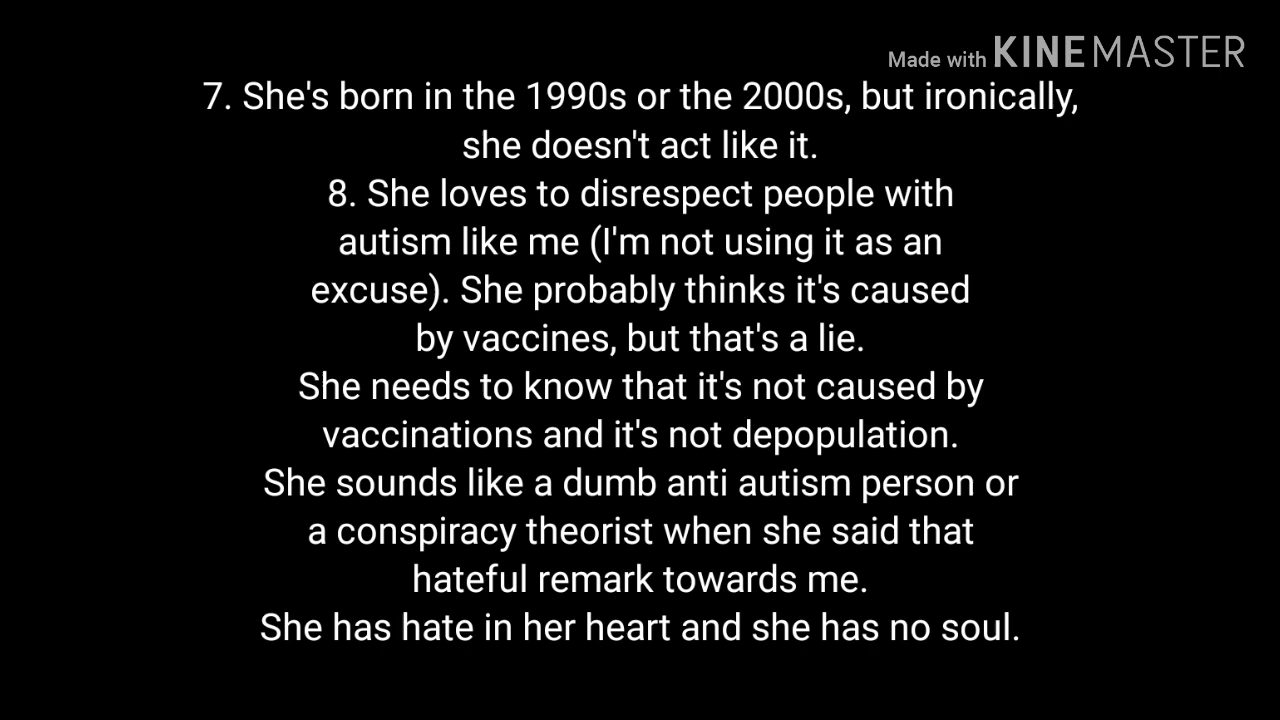 Made with KINEMASTER
7. She's born in the 1990s or the 2000s, but ironically,
she doesn't act like it.
8. She loves to disrespect people with
autism like me (I'm not using it as an
excuse). She probably thinks it's caused
by vaccines, but that's a lie.
She needs to know that it's not caused by
vaccinations and it's not depopulation.
She sounds like a dumb anti autism person or
a conspiracy theorist when she said that
hateful remark towards me.
She has hate in her heart and she has no soul.